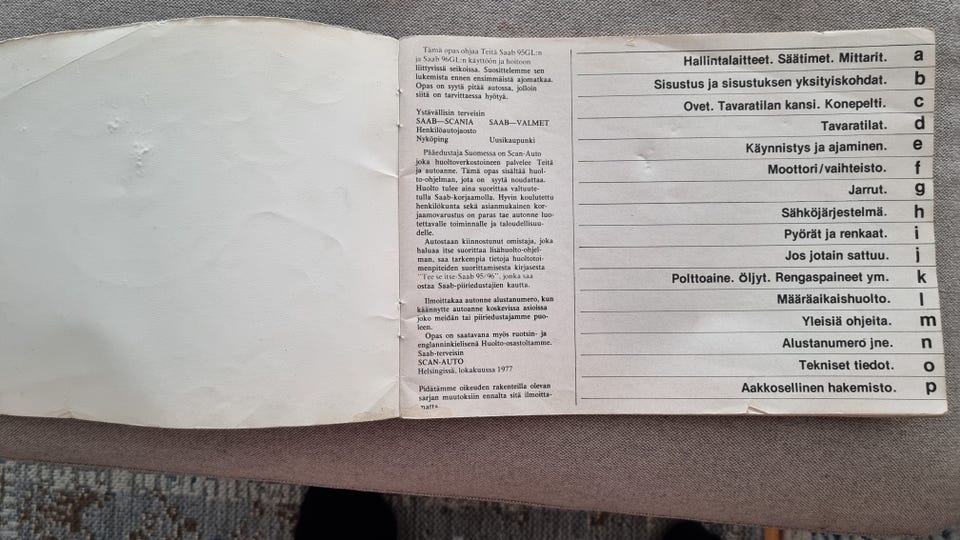 Tämä opas ohjaa Teitä Saab 95GL:n
ja Saab 96GL:n käyttöön ja hoitoon
liittyvissä seikoissa. Suosittelemme sen
lukemista ennen ensimmäistä ajomatkaa.
Opas on syytä pitää autossa, jolloin
siitä on tarvittaessa hyötyä.
Ystävällisin terveisin
SAAB—SCANIA SAAB—VALMET
Henkilöautojaosto
Nyköping Uusikaupunki
Pääedustaja Suomessa on Scan-Auto
joka huoltoverkostoineen palvelee Teitä
ja autoanne. Tämä opas sisältää huol-
to-ohjelman, jota on syytä noudattaa.
Huolto tulee aina suorittaa valtuute-
tulla Saab-korjaamolla. Hyvin koulutettu
henkilökunta sekä asianmukainen kor-
jaamovarustus on paras tae autonne luo-
tettavalle toiminnalle ja taloudellisuu-
delle.
Autostaan kiinnostunut omistaja, joka
haluaa itse suorittaa lisähuolto-ohjel-
man, saa tarkempia tietoja huoltotoi-
menpiteiden suorittamisesta kirjasesta
"Tee se itse-Saab 95/96", jonka saa
ostaa Saab-piiriedustajien kautta.
Ilmoittakaa autonne alustanumero, kun
käännytte autoanne koskevissa asioissa
joko meidän tai piiriedustajamme puo-
leen.
Opas on saatavana myös ruotsin- ja
englanninkielisenä Huolto-osastoltamme.
Saab-terveisin
SCAN-AUTO
Helsingissä, lokakuussa 1977
Pidätämme oikeuden rakenteilla olevan
sarjan muutoksiin ennalta sitä ilmoitta-
matta.
Hallintalaitteet. Säätimet. Mittarit. a
Sisustus ja sisustuksen yksityiskohdat. b
Ovet. Tavaratilan kansi. Konepelti. c
Tavaratilat. d
Käynnistys ja ajaminen. e
Moottori/vaihteisto. f
Jarrut. g
Sähköjärjestelmä. h
Pyörät ja renkaat. i
Jos jotain sattuu. j
Polttoaine. Öljyt. Rengaspaineet ym. k
Määräaikaishuolto. l
Yleisiä ohjeita. m
Alustanumero jne. n
Tekniset tiedot. o
Aakkosellinen hakemisto. p